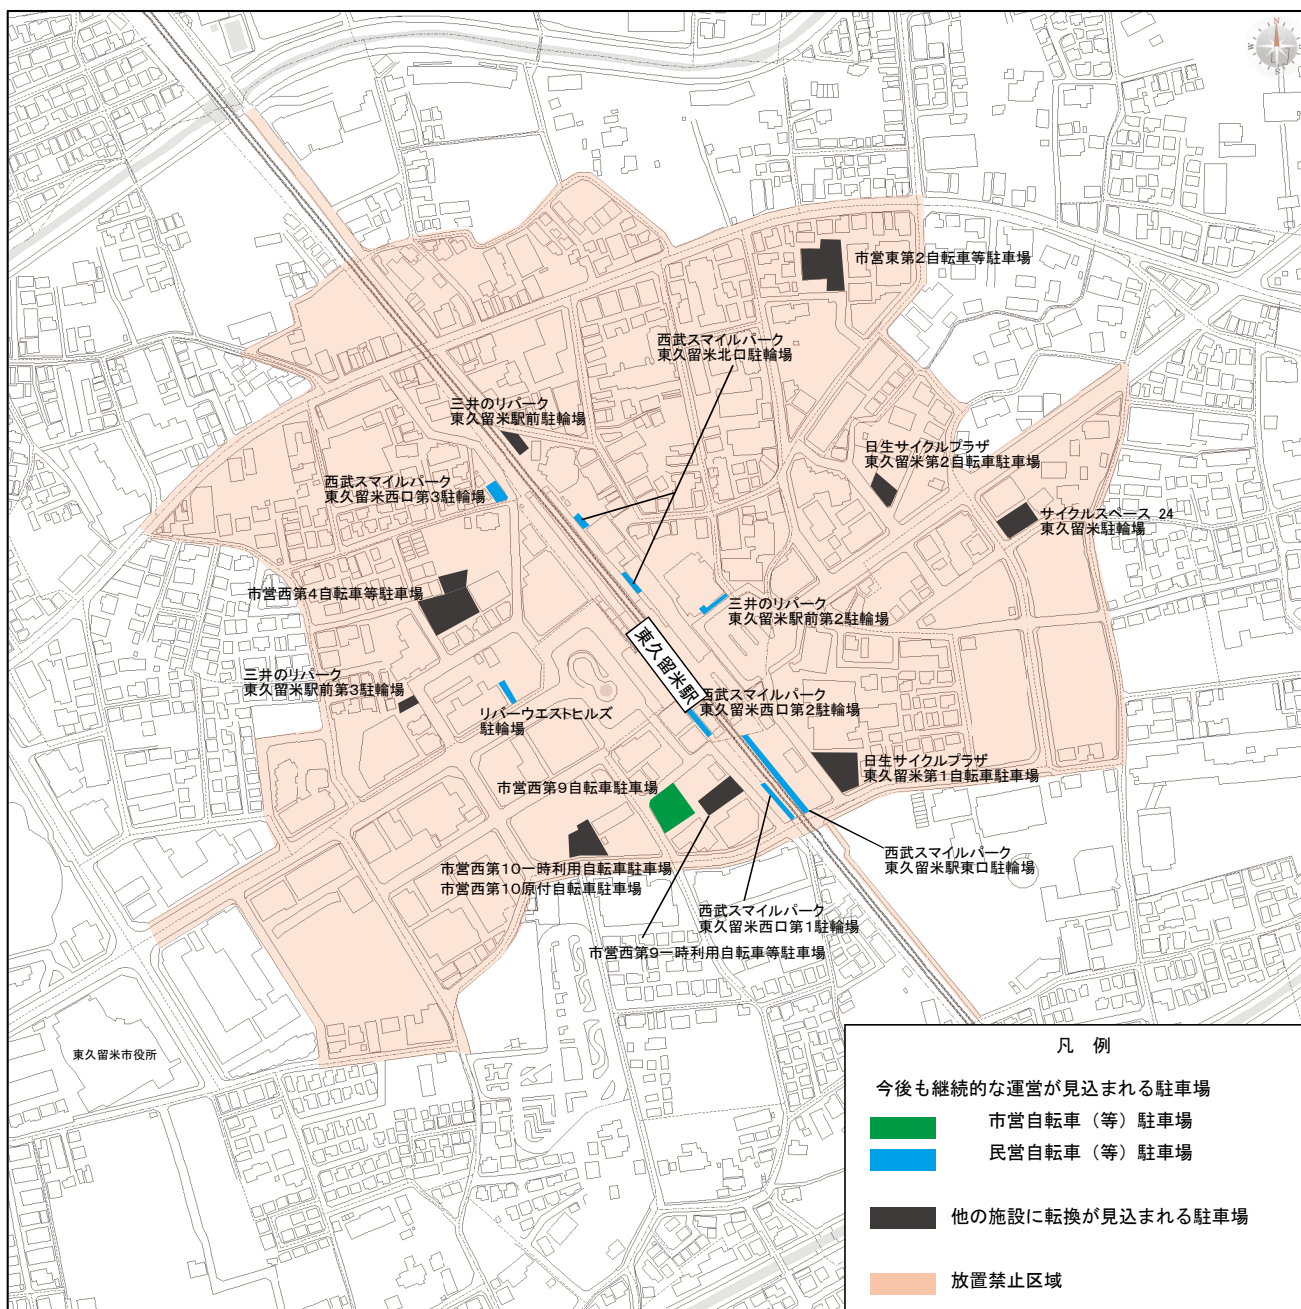 N
W
S
市営東第2自転車等駐車場
西武スマイルパーク
東久留米北口駐輪場
三井のリパーク
東久留米駅前駐輪場
日生サイクルプラザ
東久留米第2自転車駐車場
西武スマイルパーク
東久留米西口第3駐輪場
サイクルスペース 24
東久留米駐輪場
市営西第4自転車等駐車場
三井のリパーク
東久留米駅前第2駐輪場
東久留米駅
三井のリパーク
東久留米駅前第3駐輪場
西武スマイルパーク
東久留米西口第2駐輪場
リバーウエストヒルズ
駐輪場
日生サイクルプラザ
東久留米第1自転車駐車場
市営西第9自転車駐車場
西武スマイルパーク
東久留米駅東口駐輪場
市営西第10一時利用自転車駐車場
市営西第10原付自転車駐車場
西武スマイルパーク
東久留米西口第1駐輪場
市営西第9一時利用自転車等駐車場
東久留米市役所
凡 例
今後も継続的な運営が見込まれる駐車場
市営自転車（等）駐車場
民営自転車（等）駐車場
他の施設に転換が見込まれる駐車場
放置禁止区域